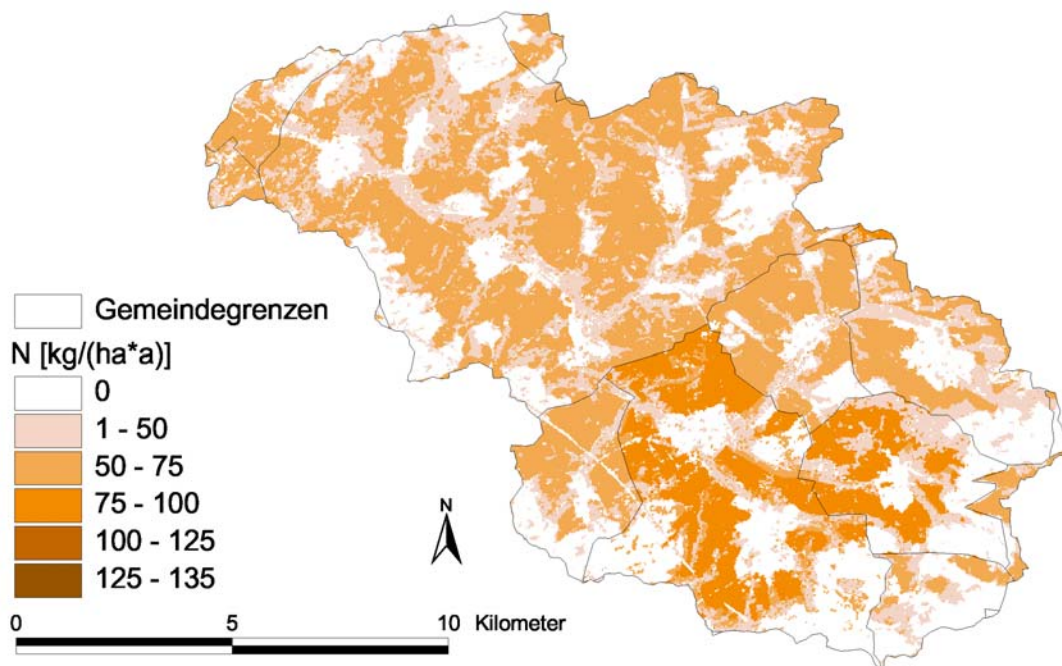 Gemeindegrenzen
N [kg/(ha*a)]
0
1 - 50
50 - 75
75 - 100
100 - 125
125 - 135
N
0 5 10 Kilometer